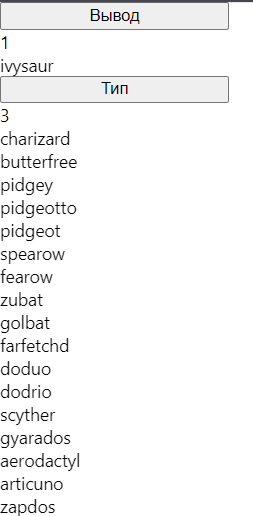 Вывод
1
ivysaur
Тип
3
charizard
butterfree
pidgey
pidgeotto
pidgeot
spearow
fearow
zubat
golbat
farfetchd
doduo
dodrio
scyther
gyarados
aerodactyl
articuno
zapdos